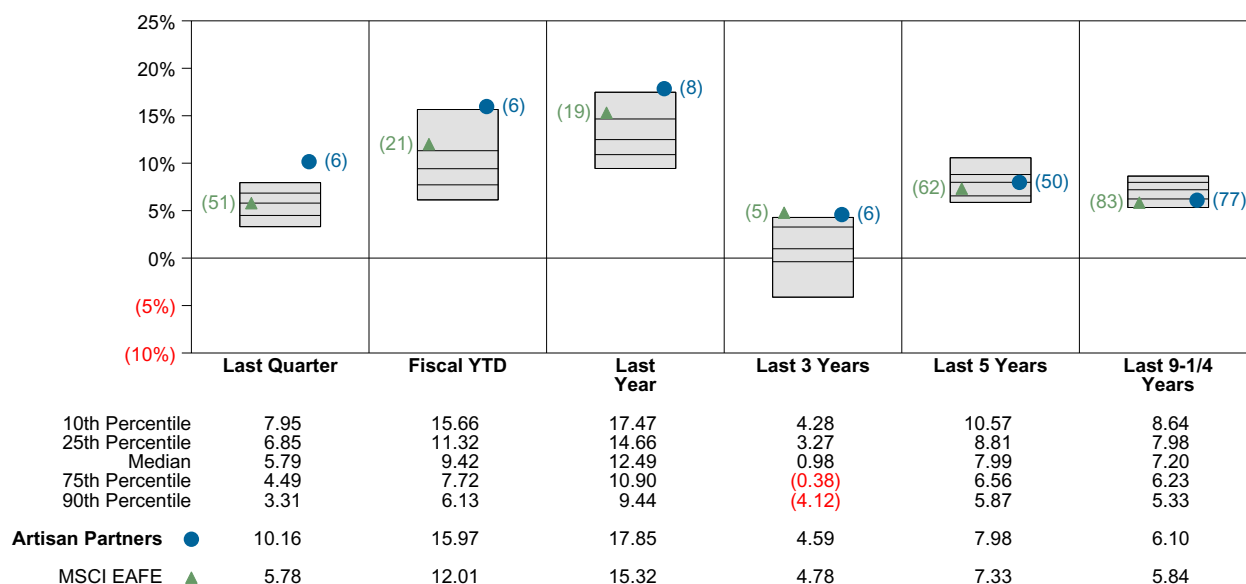 25%
20%
15%
10%
5%
0%
(5%)
(10%)
(51) (6)
(21) (6)
(19) (8)
(5) (6)
(62) (50)
(83) (77)
Last Quarter Fiscal YTD Last Year Last 3 Years Last 5 Years Last 9-1/4 Years
10th Percentile 7.95 15.66 17.47 4.28 10.57 8.64
25th Percentile 6.85 11.32 14.66 3.27 8.81 7.98
Median 5.79 9.42 12.49 0.98 7.99 7.20
75th Percentile 4.49 7.72 10.90 (0.38) 6.56 6.23
90th Percentile 3.31 6.13 9.44 (4.12) 5.87 5.33
Artisan Partners 10.16 15.97 17.85 4.59 7.98 6.10
MSCI EAFE 5.78 12.01 15.32 4.78 7.33 5.84